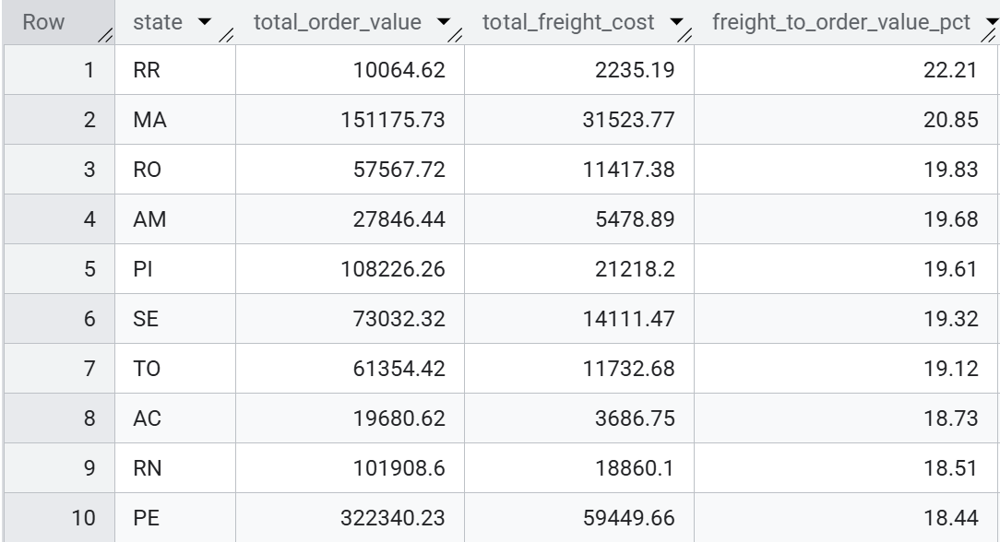 Row state total_order_value total_freight_cost freight_to_order_value_pct
1 RR 10064.62 2235.19 22.21
2 MA 151175.73 31523.77 20.85
3 RO 57567.72 11417.38 19.83
4 AM 27846.44 5478.89 19.68
5 PI 108226.26 21218.2 19.61
6 SE 73032.32 14111.47 19.32
7 TO 61354.42 11732.68 19.12
8 AC 19680.62 3686.75 18.73
9 RN 101908.6 18860.1 18.51
10 PE 322340.23 59449.66 18.44